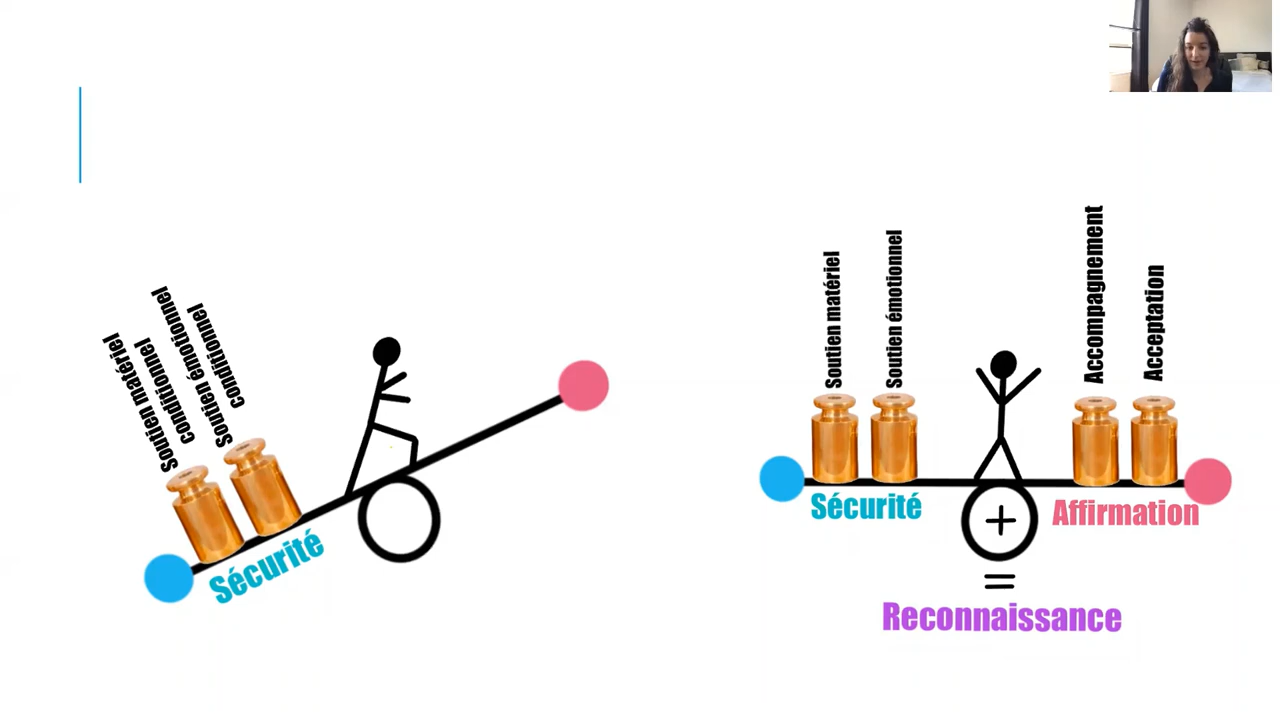 Soutien matériel
conditionnel
Soutien émotionnel
conditionnel
Sécurité
Soutien matériel
Soutien émotionnel
Accompagnement
Acceptation
Sécurité
+
Affirmation
=
Reconnaissance